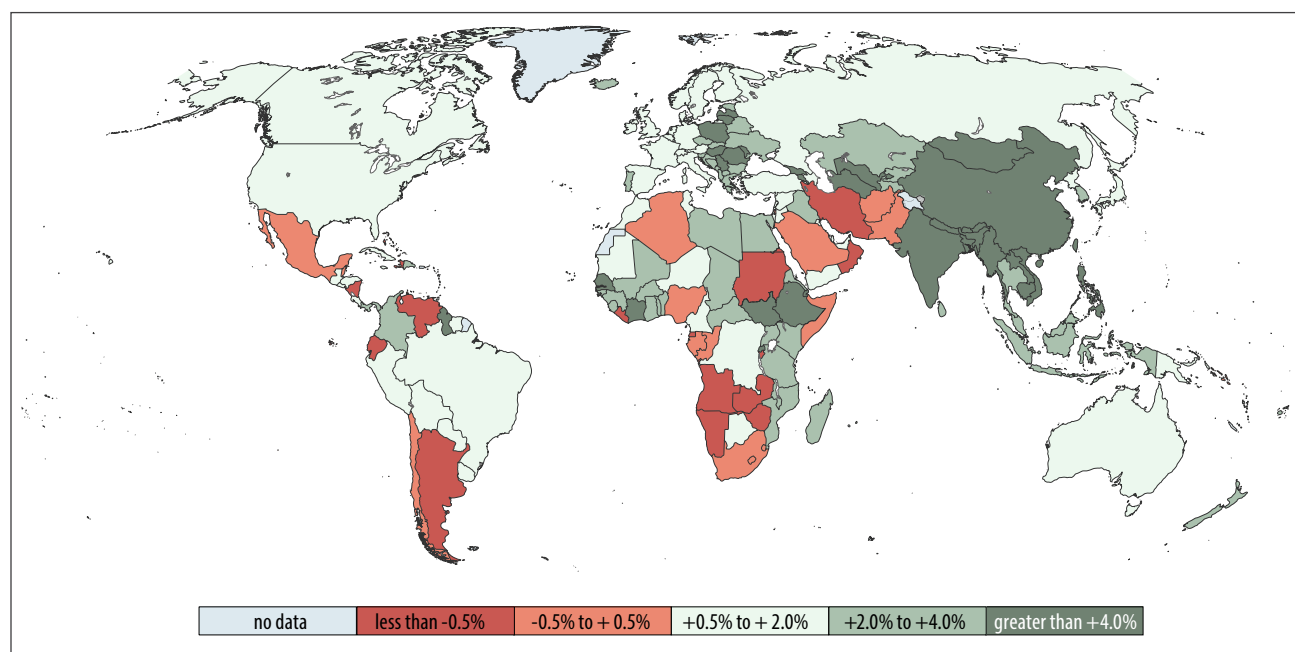 no data
less than -0.5%
-0.5% to + 0.5%
+0.5% to + 2.0%
+2.0% to +4.0%
greater than +4.0%